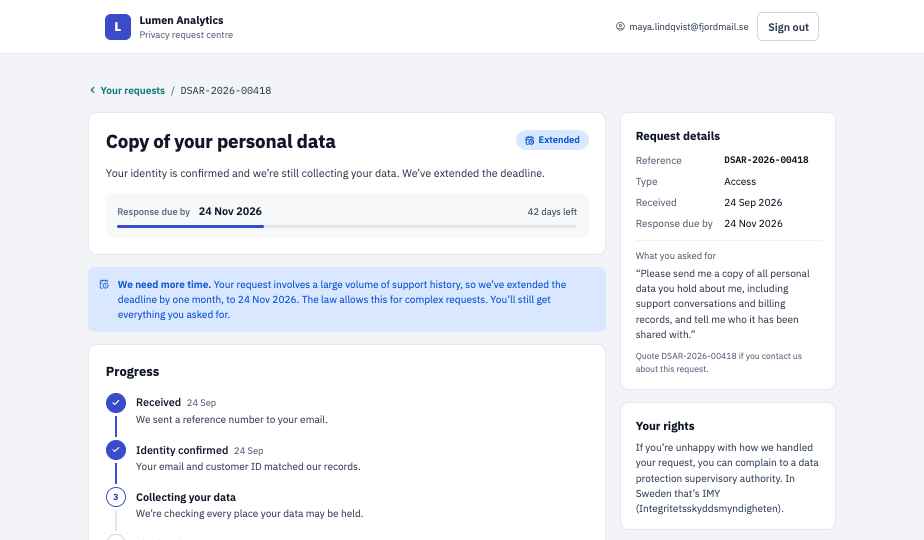 L
Lumen Analytics
Privacy request centre
maya.lindqvist@fjordmail.se
Sign out
Your requests / DSAR-2026-00418
Copy of your personal data
Extended
Your identity is confirmed and we’re still collecting your data. We’ve extended the deadline.
Response due by 24 Nov 2026
42 days left
We need more time. Your request involves a large volume of support history, so we’ve extended the
deadline by one month, to 24 Nov 2026. The law allows this for complex requests. You’ll still get
everything you asked for.
Progress
Received 24 Sep
We sent a reference number to your email.
Identity confirmed 24 Sep
Your email and customer ID matched our records.
3
Collecting your data
We’re checking every place your data may be held.
Request details
Reference DSAR-2026-00418
Type Access
Received 24 Sep 2026
Response due by 24 Nov 2026
What you asked for
“Please send me a copy of all personal
data you hold about me, including
support conversations and billing
records, and tell me who it has been
shared with.”
Quote DSAR-2026-00418 if you contact us
about this request.
Your rights
If you’re unhappy with how we handled
your request, you can complain to a data
protection supervisory authority. In
Sweden that’s IMY
(Integritetsskyddsmyndigheten).